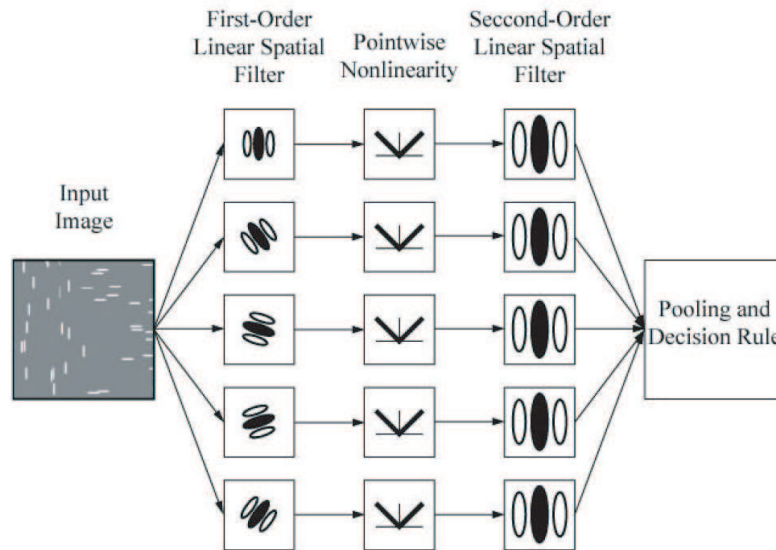 First-Order
Linear Spatial
Filter
Pointwise
Nonlinearity
Seccond-Order
Linear Spatial
Filter
Input
Image
Pooling and
Decision Rule